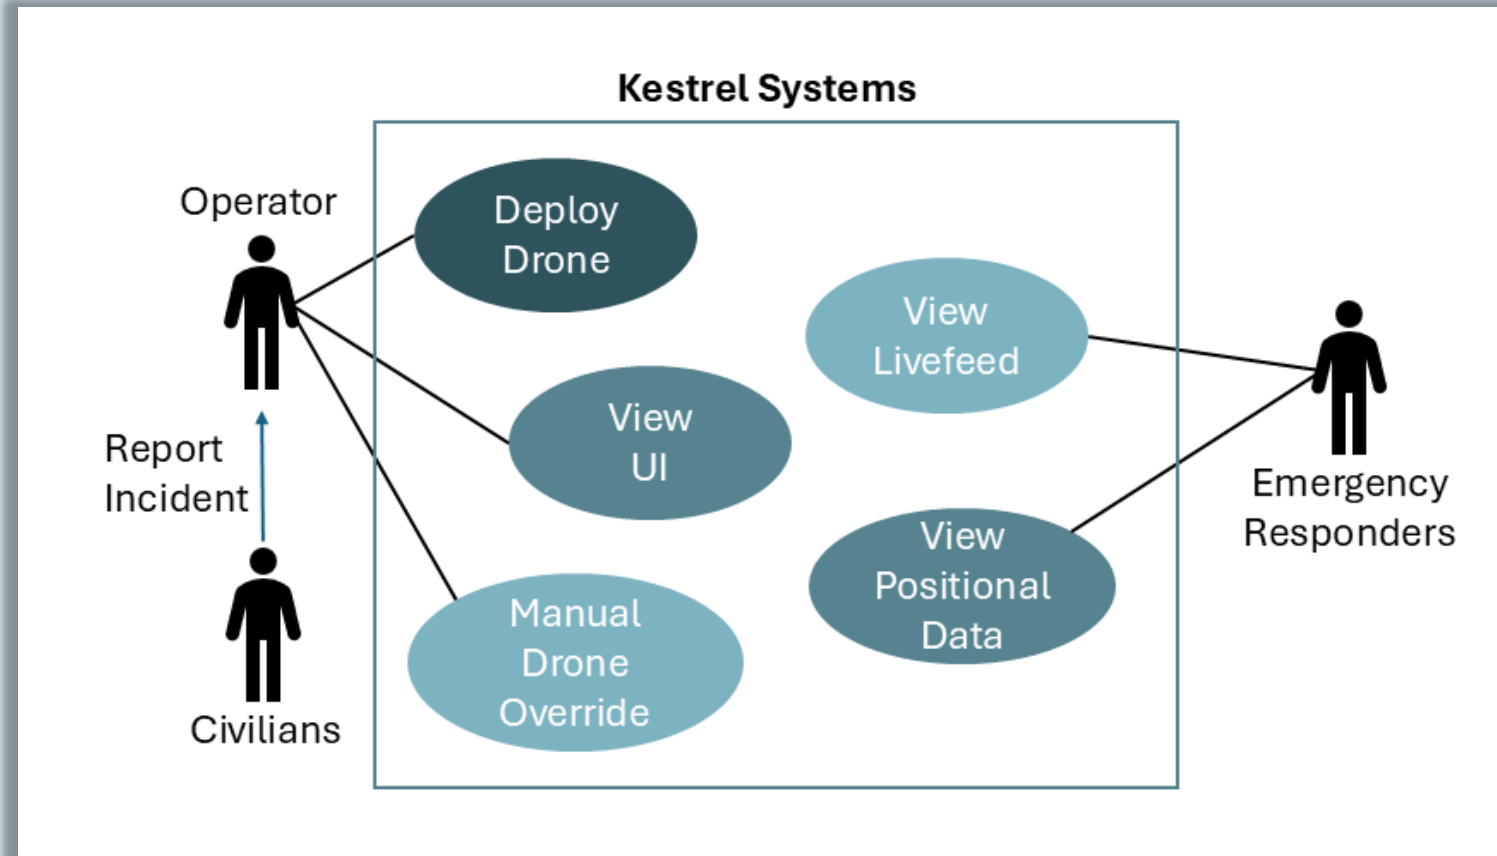 Kestrel Systems
Operator
Deploy
Drone
View
Livefeed
View
UI
Report
Incident
Emergency
Responders
View
Positional
Data
Manual
Drone
Override
Civilians